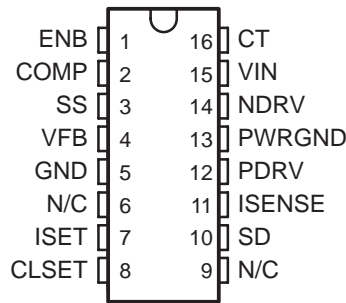 ENB 1 16 CT
COMP 2 15 VIN
SS 3 14 NDRV
VFB 4 13 PWRGND
GND 5 12 PDRV
N/C 6 11 ISENSE
ISET 7 10 SD
CLSET 8 9 N/C